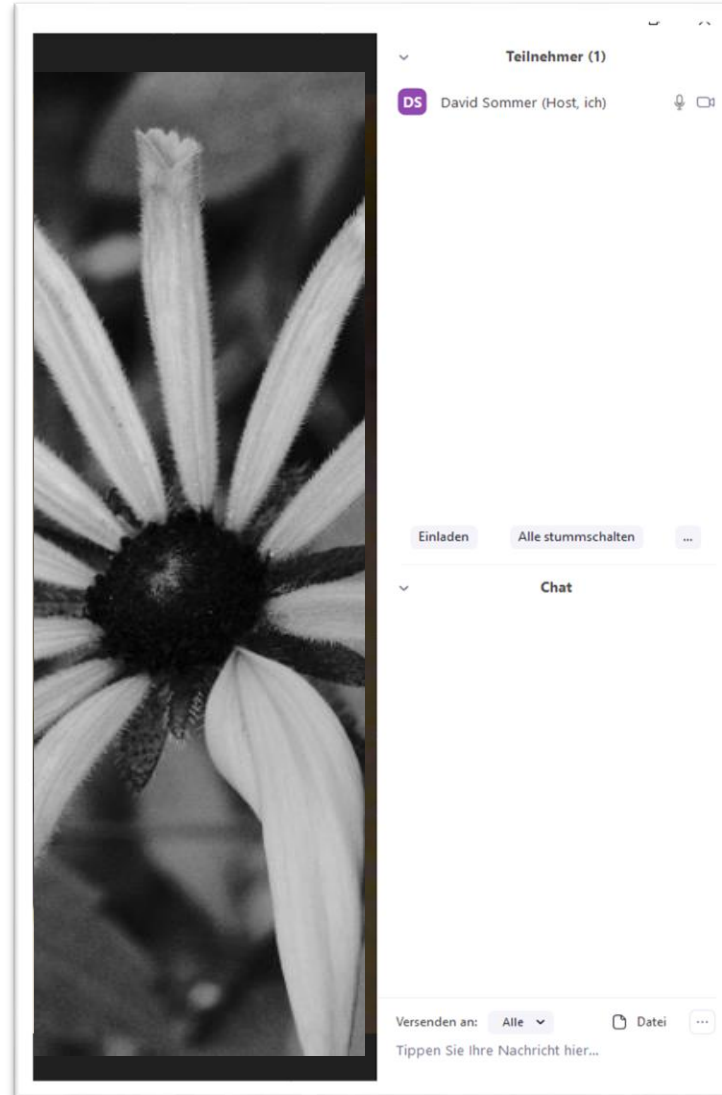 Teilnehmer (1)
DS David Sommer (Host, ich)
Einladen Alle stummschalten ...
Chat
Versenden an: Alle Datei ...
Tippen Sie Ihre Nachricht hier...